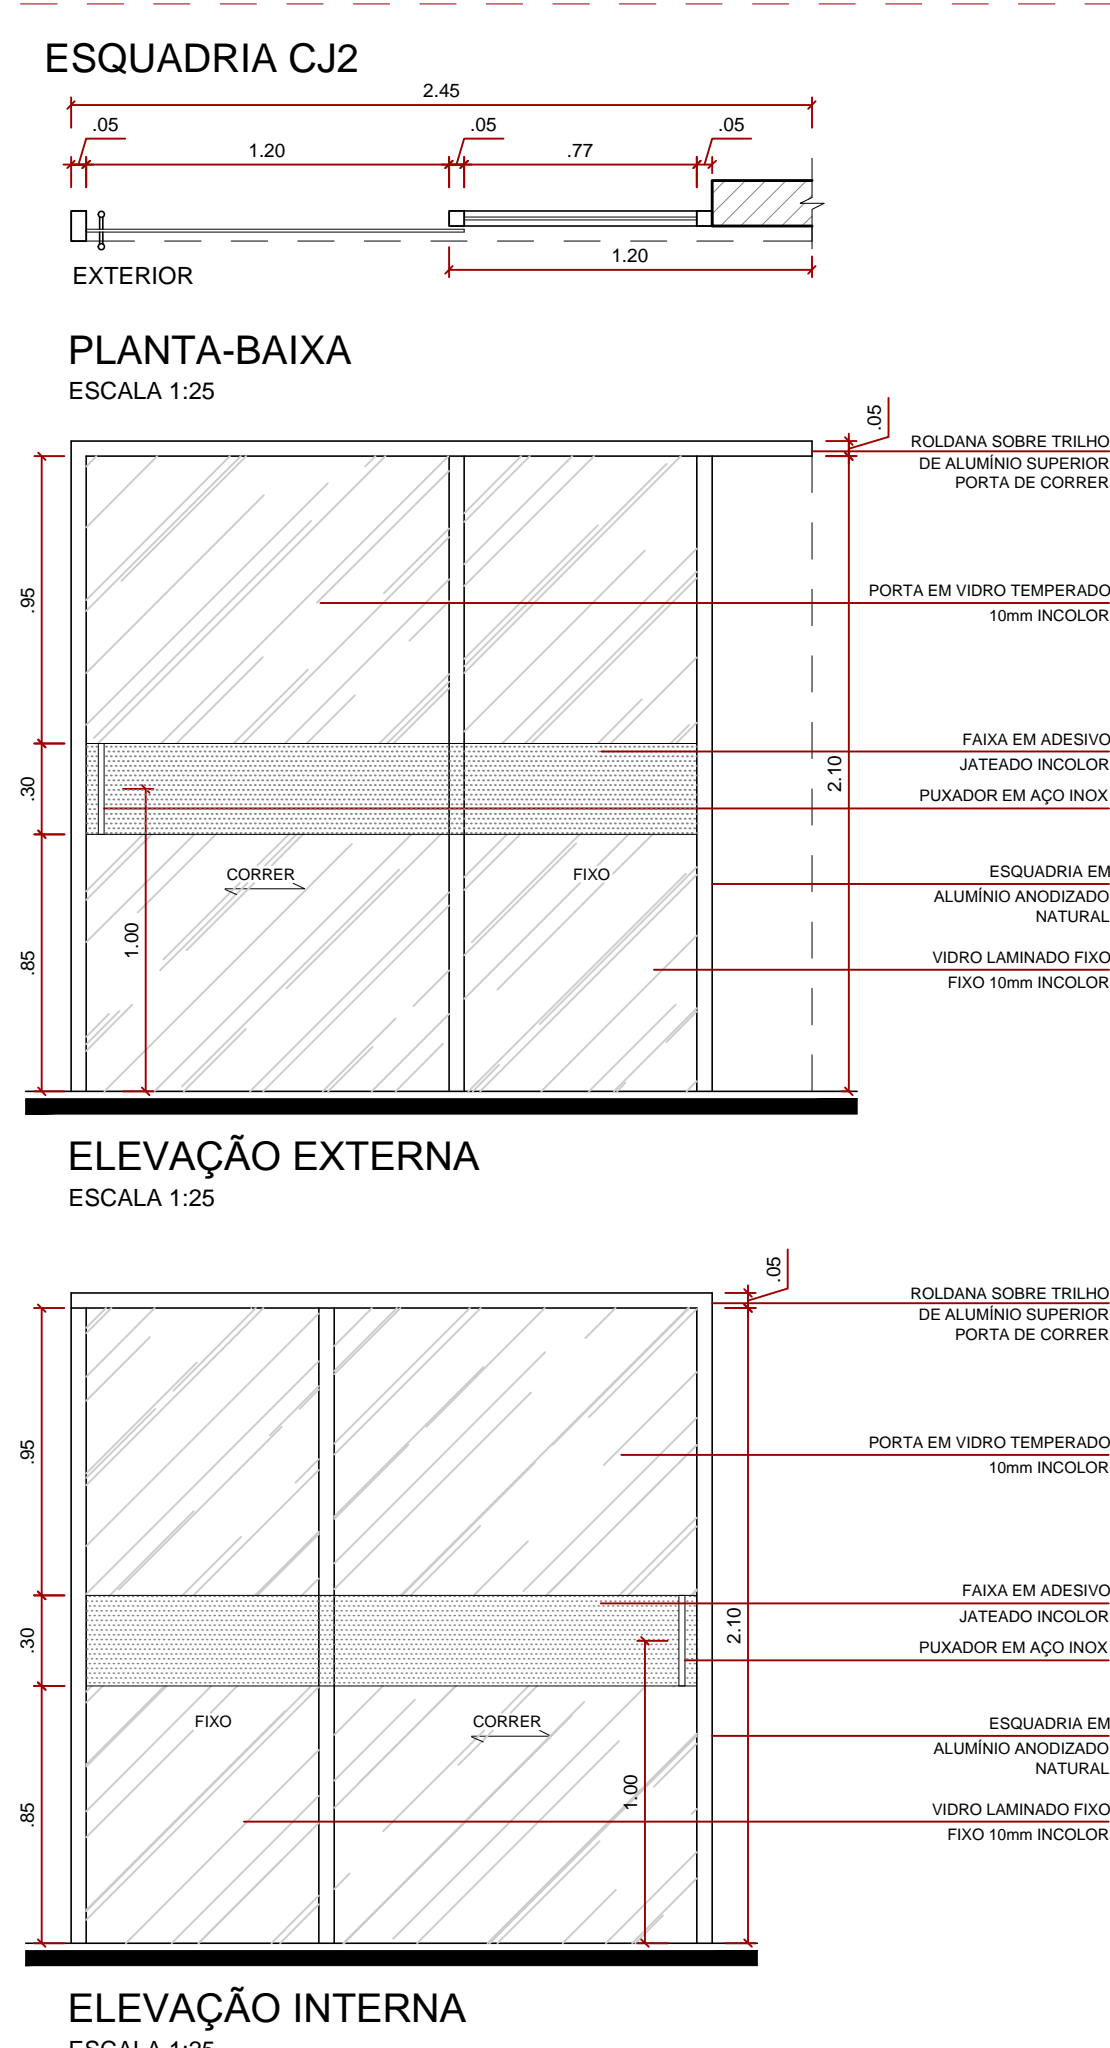 ESQUADRIA CJ2
2.45
.05
.05
.05
1.20
.77
1.20
EXTERIOR
PLANTA-BAIXA
ESCALA 1:25
.05
ROLDANA SOBRE TRILHO
DE ALUMÍNIO SUPERIOR
PORTA DE CORRER
.95
PORTA EM VIDRO TEMPERADO
10mm INCOLOR
FAIXA EM ADESIVO
JATEADO INCOLOR
.30
2.10
PUXADOR EM AÇO INOX
CORRER
FIXO
ESQUADRIA EM
ALUMÍNIO ANODIZADO
NATURAL
1.00
.85
VIDRO LAMINADO FIXO
FIXO 10mm INCOLOR
ELEVAÇÃO EXTERNA
ESCALA 1:25
.05
ROLDANA SOBRE TRILHO
DE ALUMÍNIO SUPERIOR
PORTA DE CORRER
.95
PORTA EM VIDRO TEMPERADO
10mm INCOLOR
FAIXA EM ADESIVO
JATEADO INCOLOR
.30
2.10
PUXADOR EM AÇO INOX
FIXO
CORRER
ESQUADRIA EM
ALUMÍNIO ANODIZADO
NATURAL
1.00
.85
VIDRO LAMINADO FIXO
FIXO 10mm INCOLOR
ELEVAÇÃO INTERNA
ESCALA 1:25